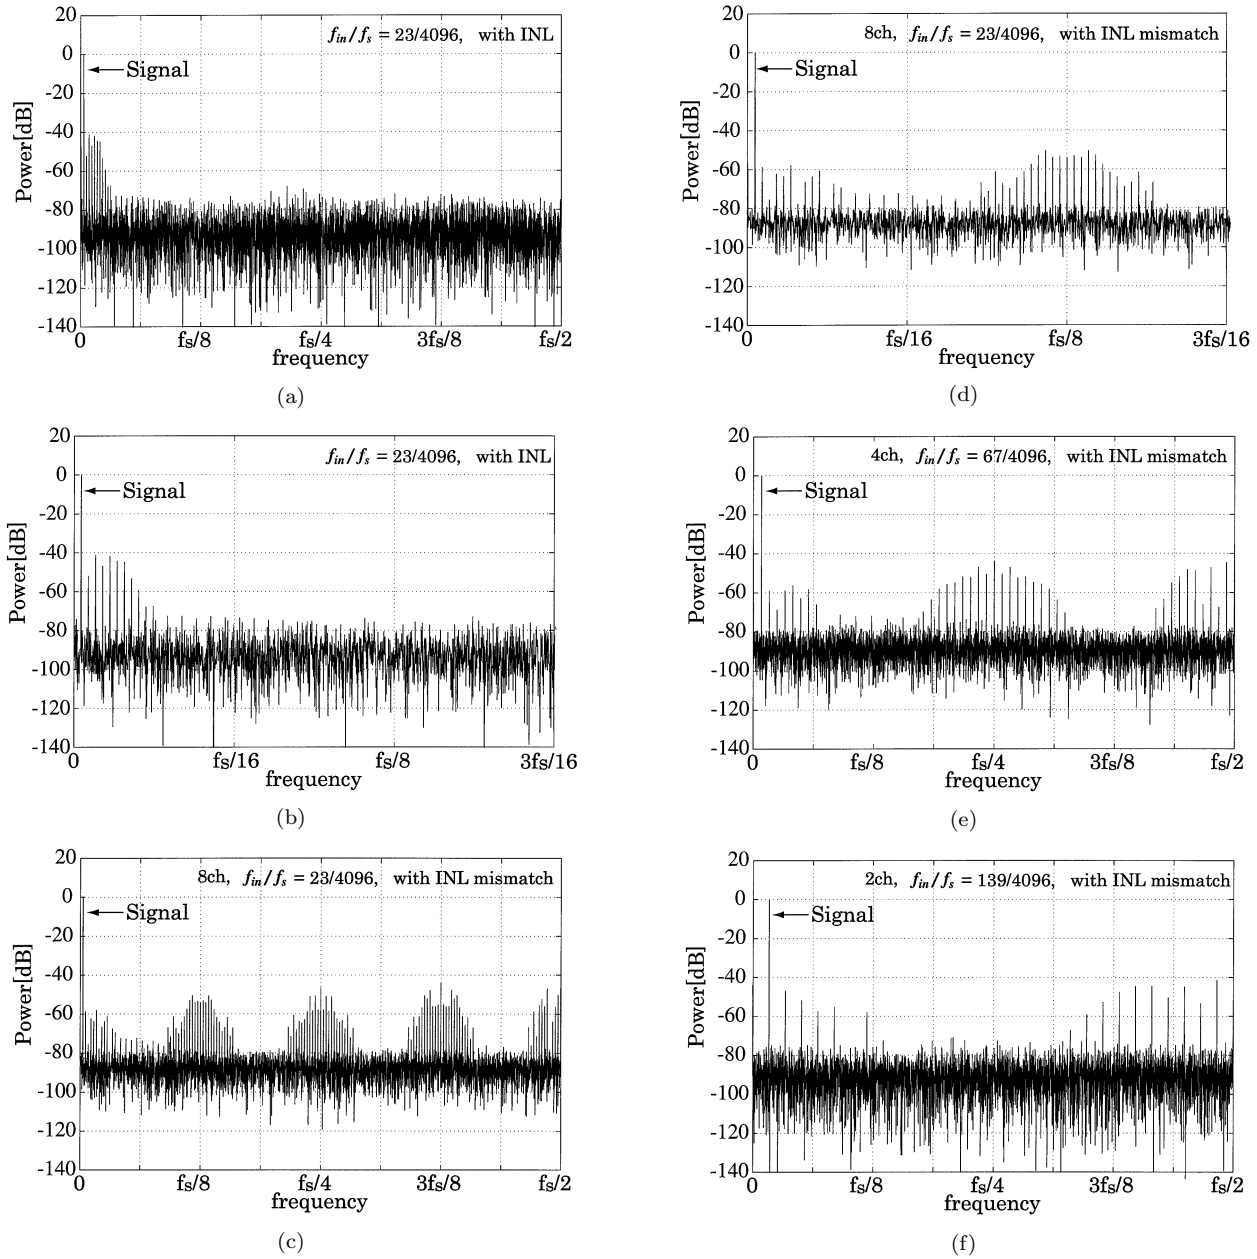 20
0
-20
-40
-60
-80
-100
-120
-140
Power[dB]
f_in/f_s = 23/4096, with INL
Signal
0 fs/8 fs/4 3fs/8 fs/2
frequency
(a)
20
0
-20
-40
-60
-80
-100
-120
-140
Power[dB]
f_in/f_s = 23/4096, with INL
Signal
0 fs/16 fs/8 3fs/16
frequency
(b)
20
0
-20
-40
-60
-80
-100
-120
-140
Power[dB]
8ch, f_in/f_s = 23/4096, with INL mismatch
Signal
0 fs/8 fs/4 3fs/8 fs/2
frequency
(c)
20
0
-20
-40
-60
-80
-100
-120
-140
Power[dB]
8ch, f_in/f_s = 23/4096, with INL mismatch
Signal
0 fs/16 fs/8 3fs/16
frequency
(d)
20
0
-20
-40
-60
-80
-100
-120
-140
Power[dB]
4ch, f_in/f_s = 67/4096, with INL mismatch
Signal
0 fs/8 fs/4 3fs/8 fs/2
frequency
(e)
20
0
-20
-40
-60
-80
-100
-120
-140
Power[dB]
2ch, f_in/f_s = 139/4096, with INL mismatch
Signal
0 fs/8 fs/4 3fs/8 fs/2
frequency
(f)